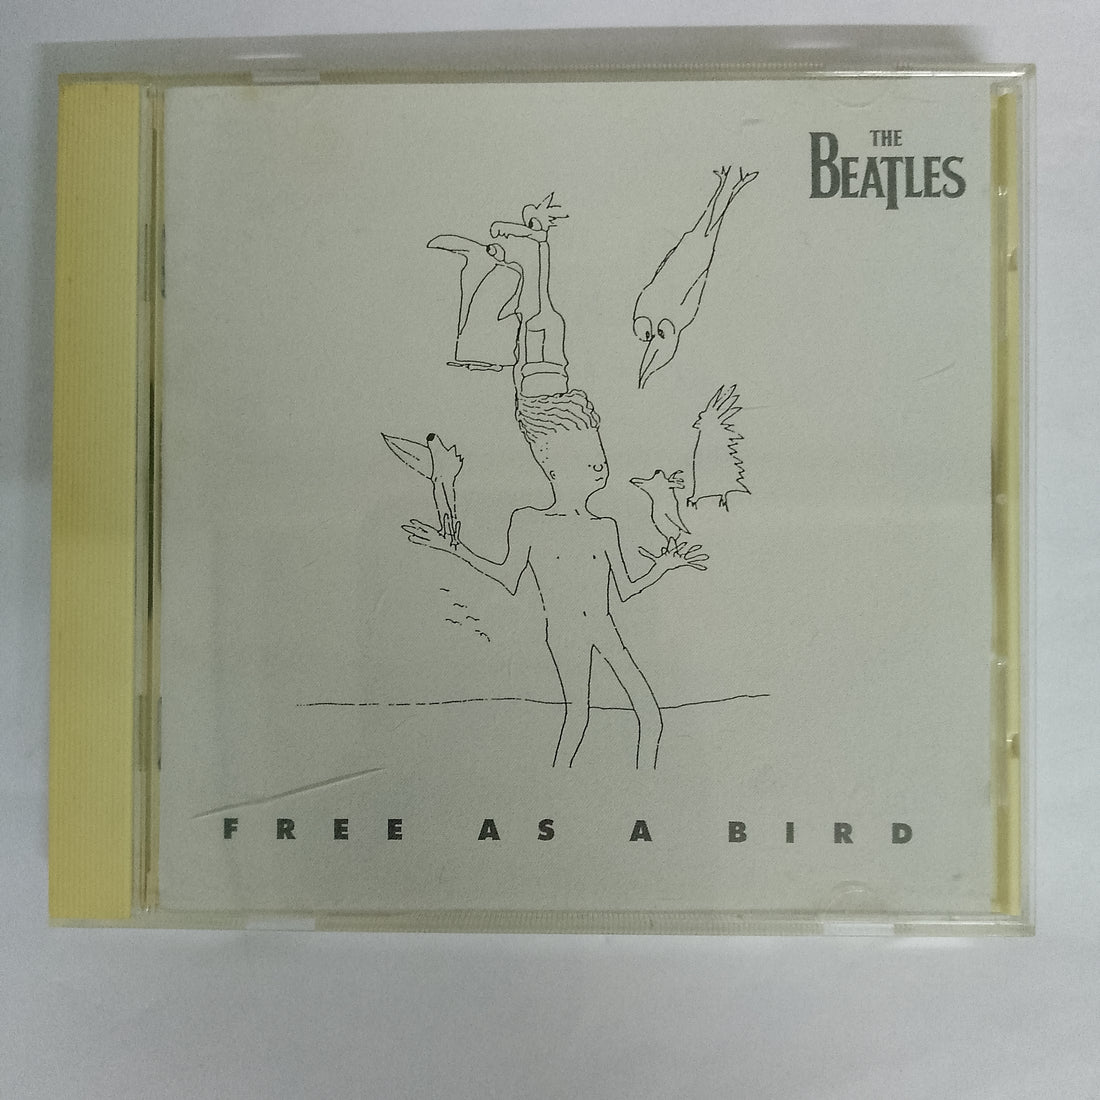 THE
BEATLES
FREE AS A BIRD